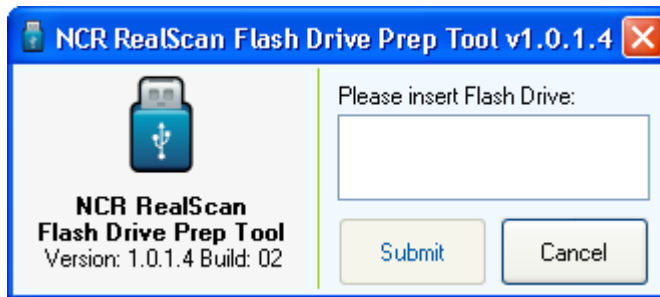 NCR RealScan Flash Drive Prep Tool v1.0.1.4
Please insert Flash Drive:
NCR RealScan
Flash Drive Prep Tool
Version: 1.0.1.4 Build: 02
Submit
Cancel